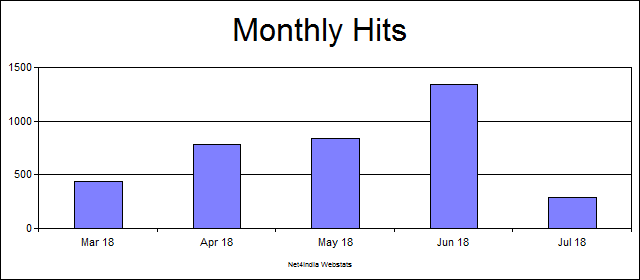 Monthly Hits
1500
1000
500
0
Mar 18 Apr 18 May 18 Jun 18 Jul 18
Net4India Webstats